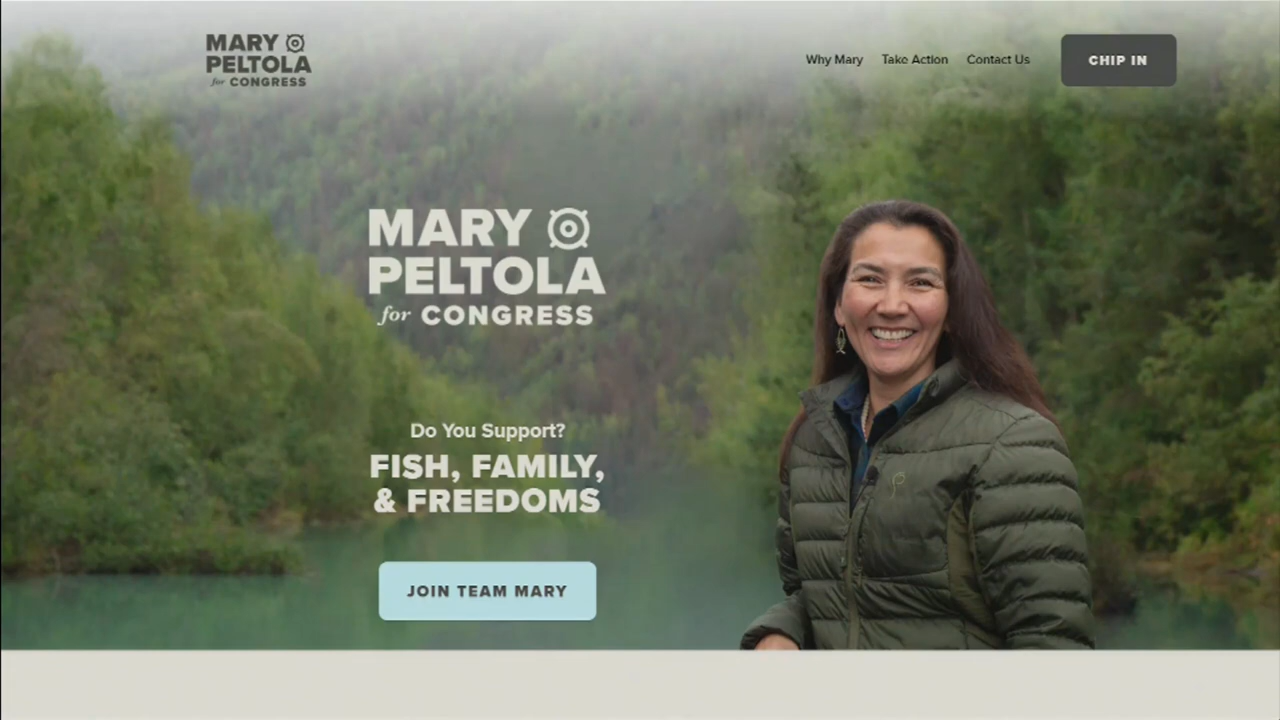 MARY
PELTOLA
for CONGRESS
Why Mary
Take Action
Contact Us
CHIP IN
MARY
PELTOLA
for CONGRESS
Do You Support?
FISH, FAMILY,
& FREEDOMS
JOIN TEAM MARY